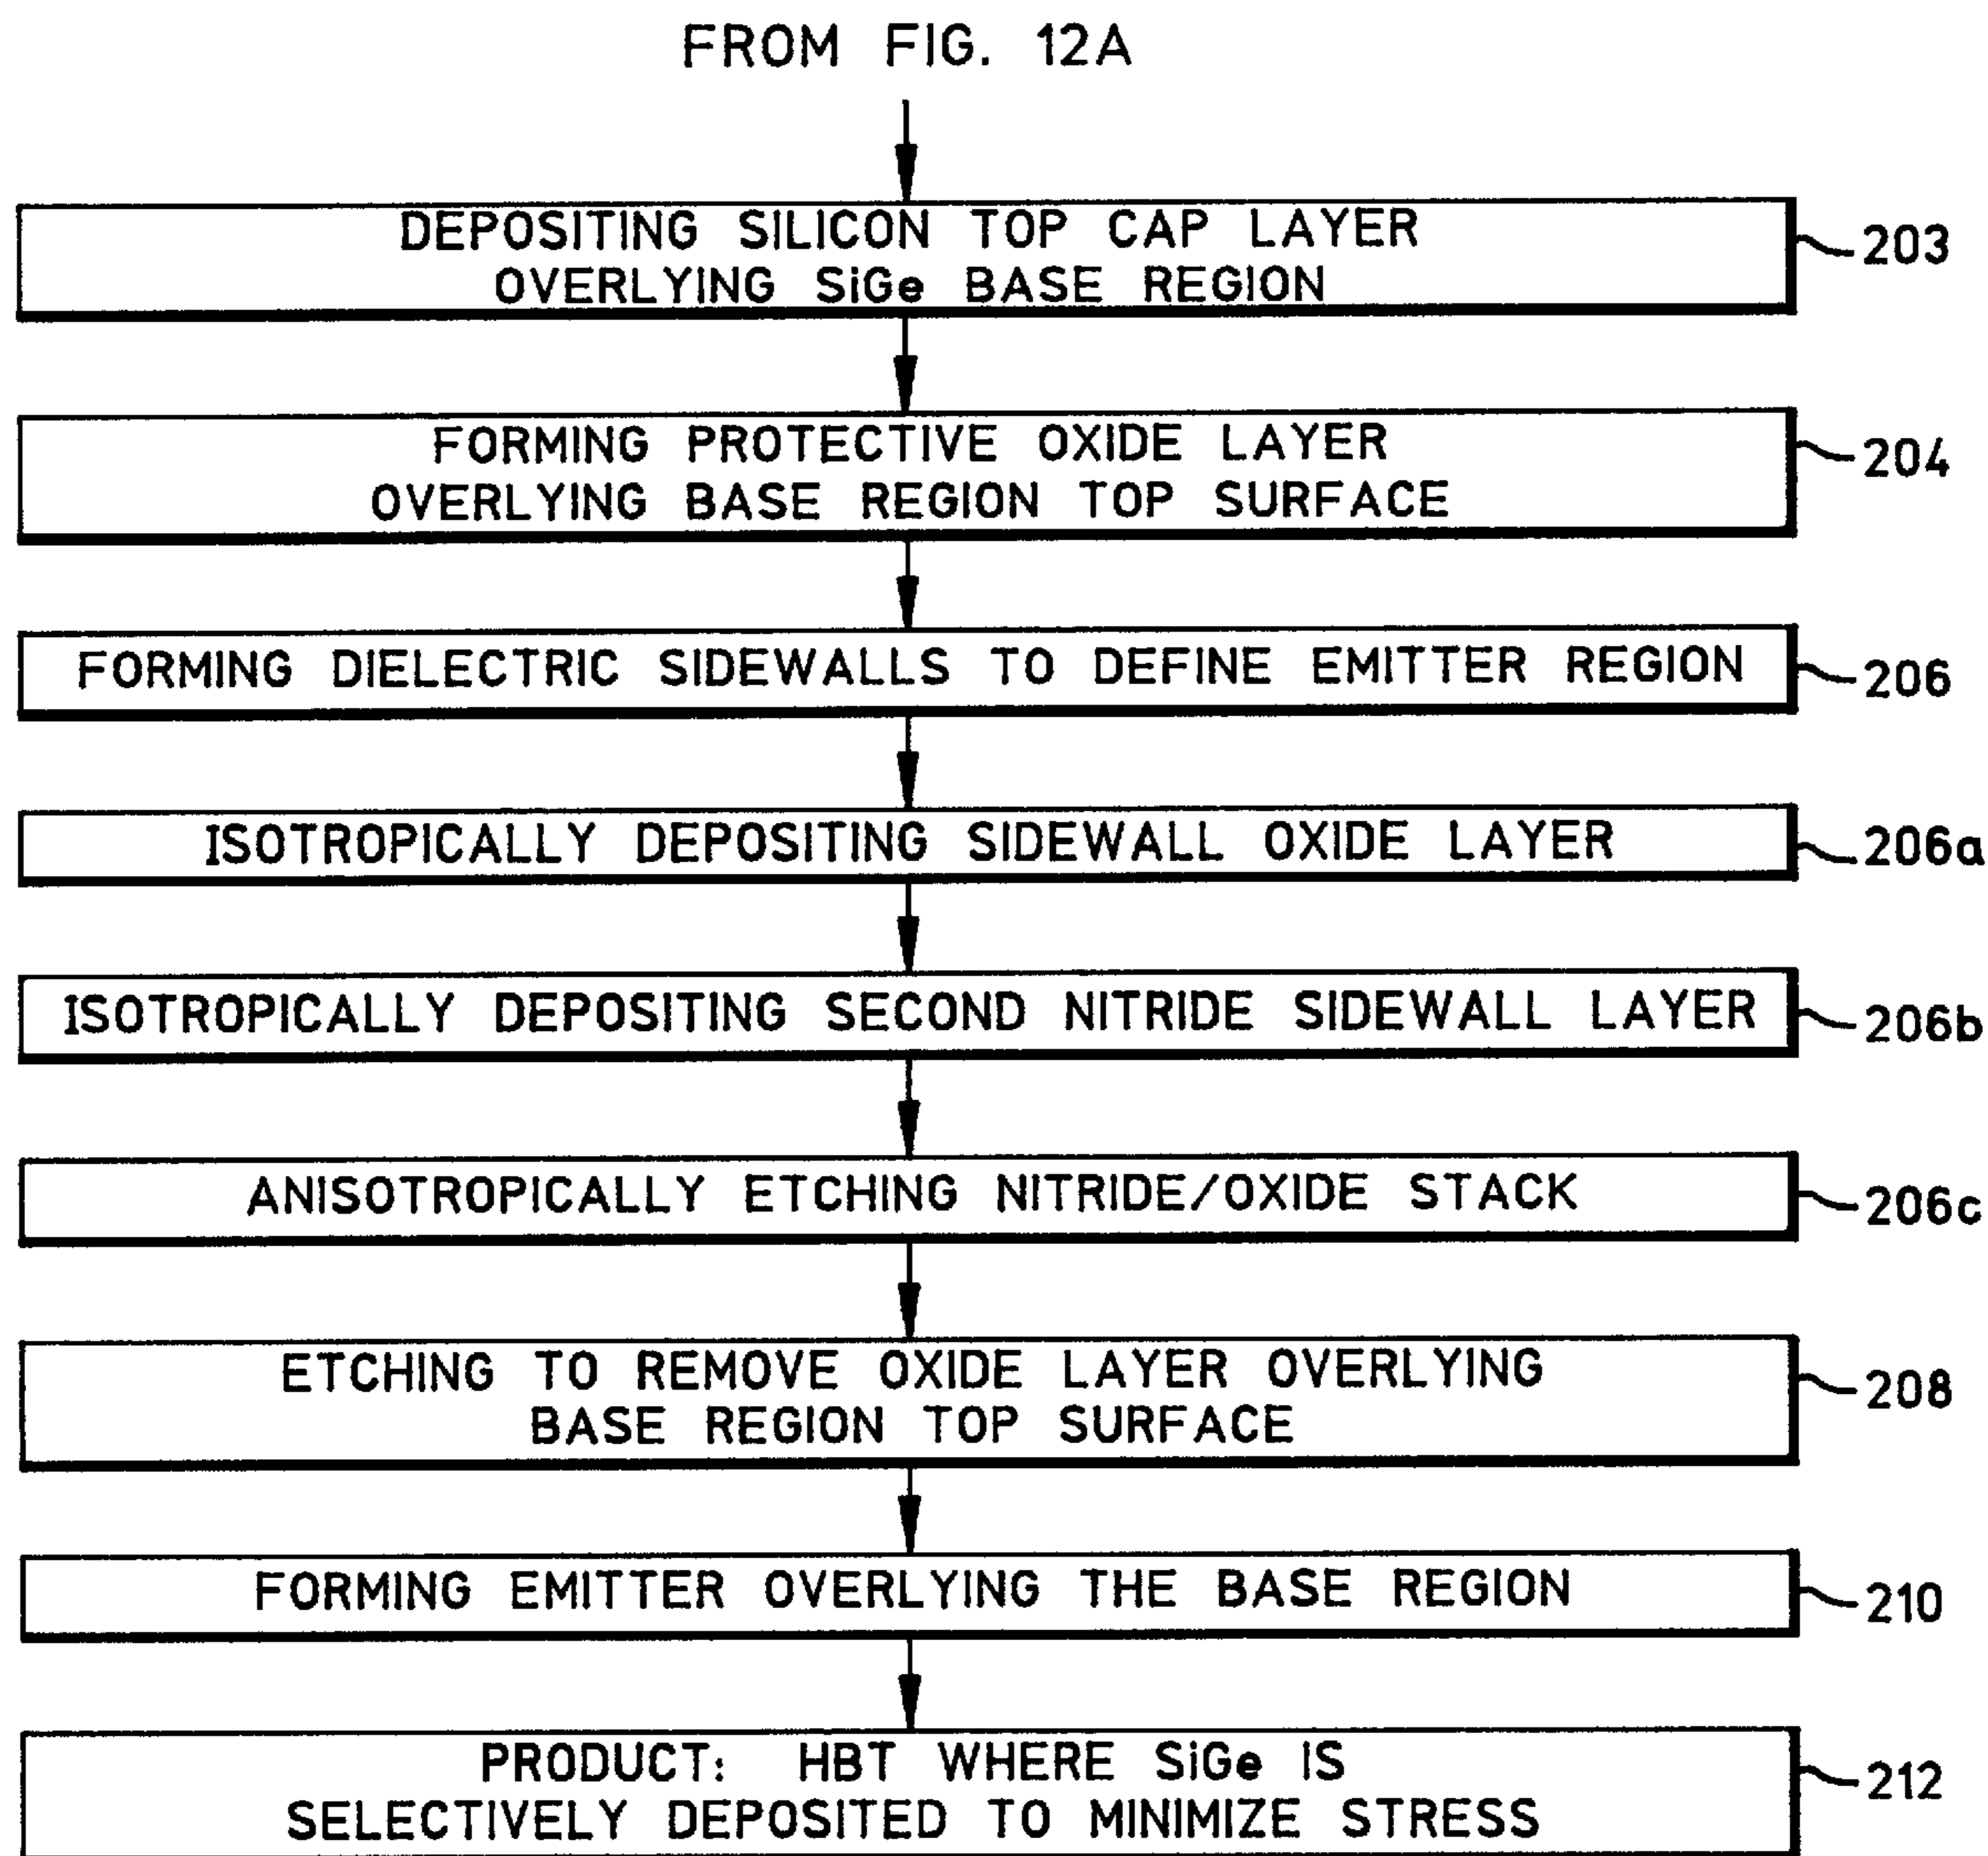 FROM FIG. 12A
DEPOSITING SILICON TOP CAP LAYER
OVERLYING SiGe BASE REGION
203
FORMING PROTECTIVE OXIDE LAYER
OVERLYING BASE REGION TOP SURFACE
204
FORMING DIELECTRIC SIDEWALLS TO DEFINE EMITTER REGION
206
ISOTROPICALLY DEPOSITING SIDEWALL OXIDE LAYER
206a
ISOTROPICALLY DEPOSITING SECOND NITRIDE SIDEWALL LAYER
206b
ANISOTROPICALLY ETCHING NITRIDE/OXIDE STACK
206c
ETCHING TO REMOVE OXIDE LAYER OVERLYING
BASE REGION TOP SURFACE
208
FORMING EMITTER OVERLYING THE BASE REGION
210
PRODUCT: HBT WHERE SiGe IS
SELECTIVELY DEPOSITED TO MINIMIZE STRESS
212